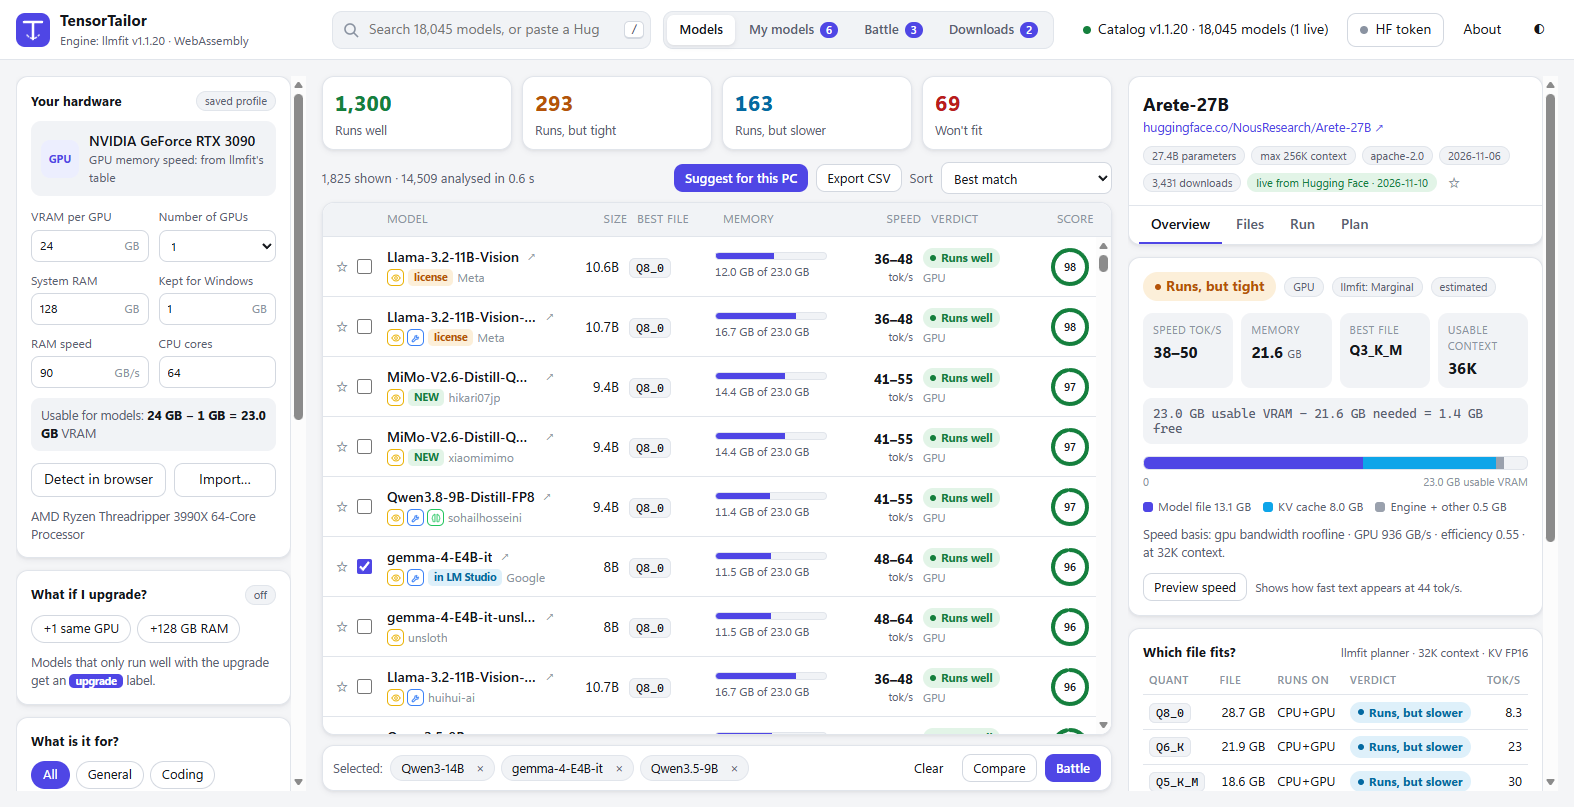 TensorTailor
Engine: llmfit v1.1.20 · WebAssembly
Search 18,045 models, or paste a Hug
/
Models
My models 6
Battle 3
Downloads 2
Catalog v1.1.20 · 18,045 models (1 live)
HF token
About
Your hardware
saved profile
GPU
NVIDIA GeForce RTX 3090
GPU memory speed: from llmfit's
table
VRAM per GPU
Number of GPUs
24 GB
1
System RAM
Kept for Windows
128 GB
1 GB
RAM speed
CPU cores
90 GB/s
64
Usable for models: 24 GB − 1 GB = 23.0
GB VRAM
Detect in browser
Import...
AMD Ryzen Threadripper 3990X 64-Core
Processor
What if I upgrade?
off
+1 same GPU
+128 GB RAM
Models that only run well with the upgrade
get an upgrade label.
What is it for?
All
General
Coding
1,300
Runs well
293
Runs, but tight
163
Runs, but slower
69
Won't fit
1,825 shown · 14,509 analysed in 0.6 s
Suggest for this PC
Export CSV
Sort
Best match
MODEL SIZE BEST FILE MEMORY SPEED VERDICT SCORE
☆ Llama-3.2-11B-Vision ↗ 10.6B Q8_0 12.0 GB of 23.0 GB 36–48 tok/s Runs well GPU 98
license Meta
☆ Llama-3.2-11B-Vision-... ↗ 10.7B Q8_0 16.7 GB of 23.0 GB 36–48 tok/s Runs well GPU 98
license Meta
☆ MiMo-V2.6-Distill-Q... ↗ 9.4B Q8_0 14.4 GB of 23.0 GB 41–55 tok/s Runs well GPU 97
NEW hikari07jp
☆ MiMo-V2.6-Distill-Q... ↗ 9.4B Q8_0 14.4 GB of 23.0 GB 41–55 tok/s Runs well GPU 97
NEW xiaomimimo
☆ Qwen3.8-9B-Distill-FP8 ↗ 9.4B Q8_0 11.4 GB of 23.0 GB 41–55 tok/s Runs well GPU 97
sohailhosseini
☆ gemma-4-E4B-it ↗ 8B Q8_0 11.5 GB of 23.0 GB 48–64 tok/s Runs well GPU 96
in LM Studio Google
☆ gemma-4-E4B-it-unsl... ↗ 8B Q8_0 11.5 GB of 23.0 GB 48–64 tok/s Runs well GPU 96
unsloth
☆ Llama-3.2-11B-Vision-... ↗ 10.7B Q8_0 16.7 GB of 23.0 GB 36–48 tok/s Runs well GPU 96
huihui-ai
Selected:
Qwen3-14B ×
gemma-4-E4B-it ×
Qwen3.5-9B ×
Clear
Compare
Battle
Arete-27B
huggingface.co/NousResearch/Arete-27B ↗
27.4B parameters
max 256K context
apache-2.0
2026-11-06
3,431 downloads
live from Hugging Face · 2026-11-10
☆
Overview
Files
Run
Plan
Runs, but tight
GPU
llmfit: Marginal
estimated
SPEED TOK/S
38–50
MEMORY
21.6 GB
BEST FILE
Q3_K_M
USABLE
CONTEXT
36K
23.0 GB usable VRAM − 21.6 GB needed = 1.4 GB
free
0
23.0 GB usable VRAM
Model file 13.1 GB
KV cache 8.0 GB
Engine + other 0.5 GB
Speed basis: gpu bandwidth roofline · GPU 936 GB/s · efficiency 0.55 ·
at 32K context.
Preview speed
Shows how fast text appears at 44 tok/s.
Which file fits?
llmfit planner · 32K context · KV FP16
QUANT FILE RUNS ON VERDICT TOK/S
Q8_0 28.7 GB CPU+GPU Runs, but slower 8.3
Q6_K 21.9 GB CPU+GPU Runs, but slower 23
Q5_K_M 18.6 GB CPU+GPU Runs, but slower 30